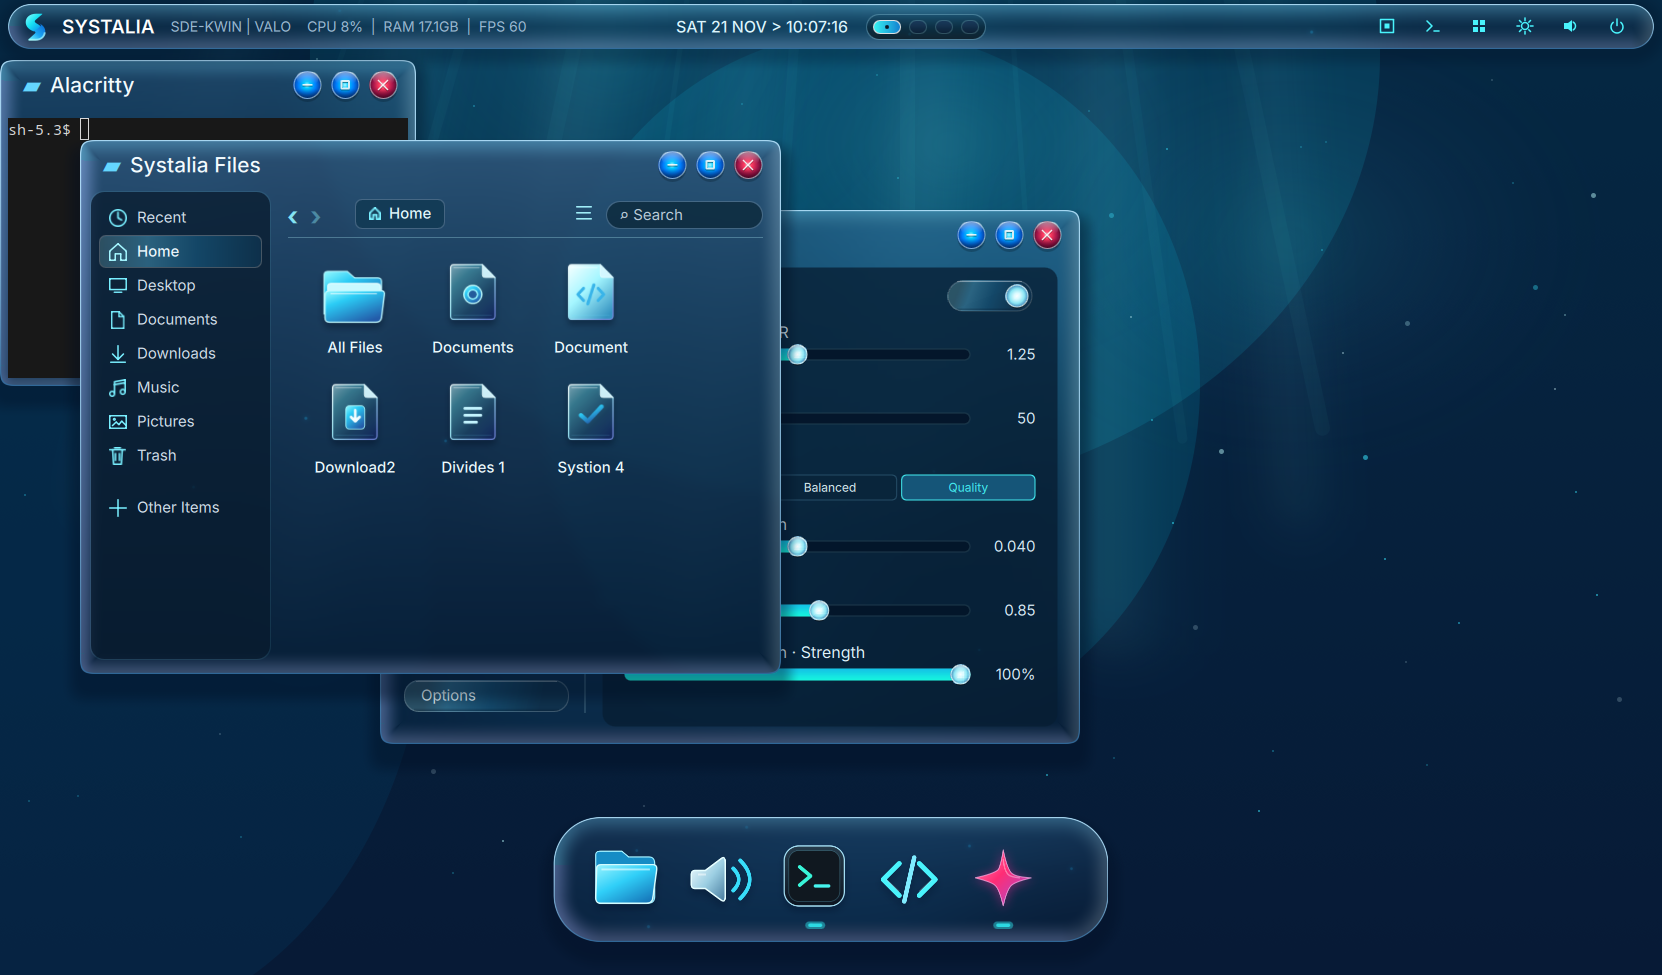 SYSTALIA SDE-KWIN | VALO CPU 8% | RAM 17.1GB | FPS 60 SAT 21 NOV > 10:07:16
Alacritty
sh-5.3$
Systalia Files
Recent
Home
Desktop
Documents
Downloads
Music
Pictures
Trash
Other Items
Home
Search
All Files Documents Document
Download2 Divides 1 Systion 4
R
1.25
50
Balanced Quality
0.040
0.85
· Strength
100%
Options